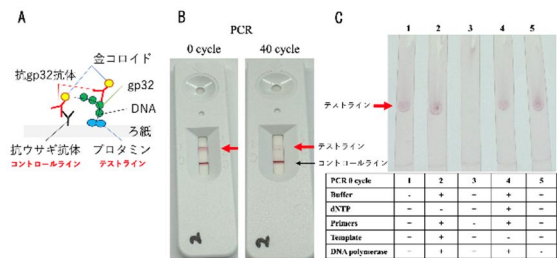 A
金コロイド
抗gp32抗体
gp32
DNA
ろ紙
抗ウサギ抗体
プロタミン
コントロールライン
テストライン
B
PCR
0 cycle
40 cycle
テストライン
コントロールライン
2
2
C
1 2 3 4 5
テストライン
PCR 0 cycle 1 2 3 4 5
Buffer - + − + −
dNTP − - − + −
Primers − + - + −
Template − + − - −
DNA polymerase − + − + -